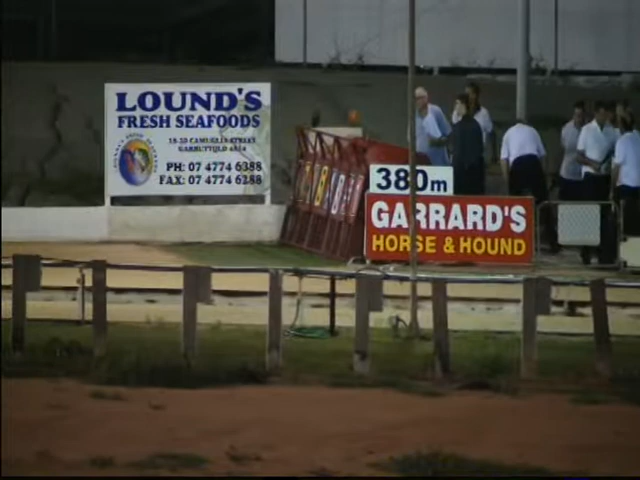 LOUND'S
FRESH SEAFOODS
PH: 07 4774 6388
FAX: 07 4774 6288
380m
GARRARD'S
HORSE & HOUND